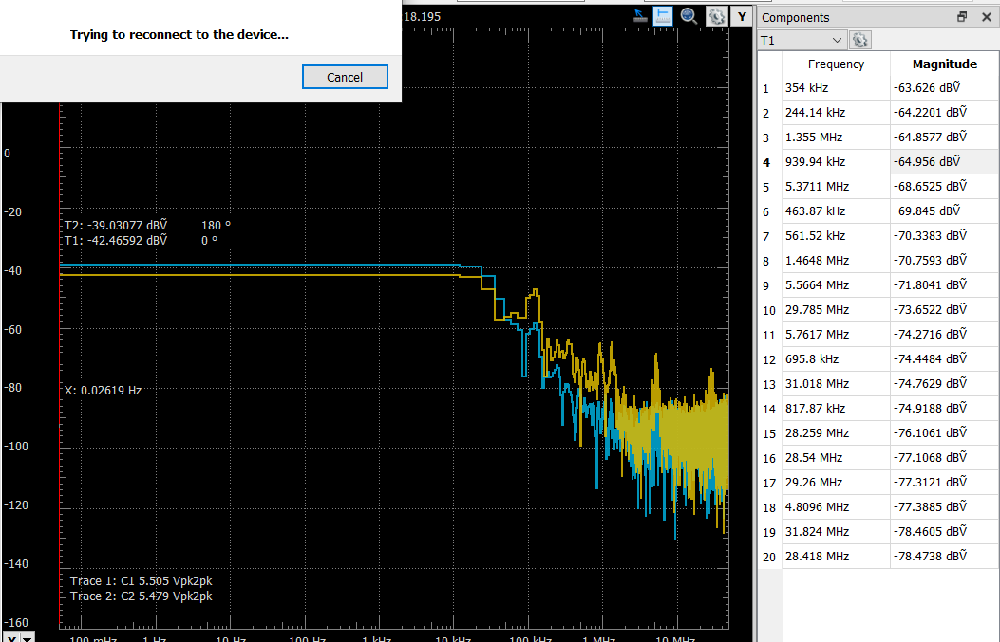 Trying to reconnect to the device...
Cancel
18.195
Y
Components
T1
Frequency Magnitude
1 354 kHz -63.626 dBṼ
2 244.14 kHz -64.2201 dBṼ
3 1.355 MHz -64.8577 dBṼ
4 939.94 kHz -64.956 dBṼ
5 5.3711 MHz -68.6525 dBṼ
6 463.87 kHz -69.845 dBṼ
7 561.52 kHz -70.3383 dBṼ
8 1.4648 MHz -70.7593 dBṼ
9 5.5664 MHz -71.8041 dBṼ
10 29.785 MHz -73.6522 dBṼ
11 5.7617 MHz -74.2716 dBṼ
12 695.8 kHz -74.4484 dBṼ
13 31.018 MHz -74.7629 dBṼ
14 817.87 kHz -74.9188 dBṼ
15 28.259 MHz -76.1061 dBṼ
16 28.54 MHz -77.1068 dBṼ
17 29.26 MHz -77.3121 dBṼ
18 4.8096 MHz -77.3885 dBṼ
19 31.824 MHz -78.4605 dBṼ
20 28.418 MHz -78.4738 dBṼ
0
-20
T2: -39.03077 dBṼ 180 °
T1: -42.46592 dBṼ 0 °
-40
-60
-80
X: 0.02619 Hz
-100
-120
-140
Trace 1: C1 5.505 Vpk2pk
Trace 2: C2 5.479 Vpk2pk
-160
X
100 mHz 1 Hz 10 Hz 100 Hz 1 kHz 10 kHz 100 kHz 1 MHz 10 MHz